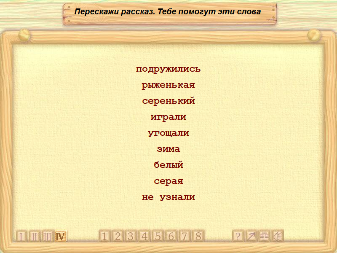 Перескажи рассказ. Тебе помогут эти слова
подружились
рыженькая
серенький
играли
угощали
зима
белый
серая
не узнали
I II III IV 1 2 3 4 5 6 7 8